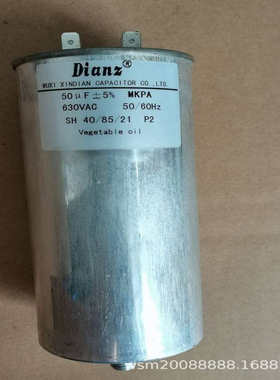 Dianz®
WUXI XINDIAN CAPACITOR CO.,LTD.
50μF±5% MKPA
630VAC 50/60Hz
SH 40/85/21 P2
Vegetable oil
wsm20088888.1688